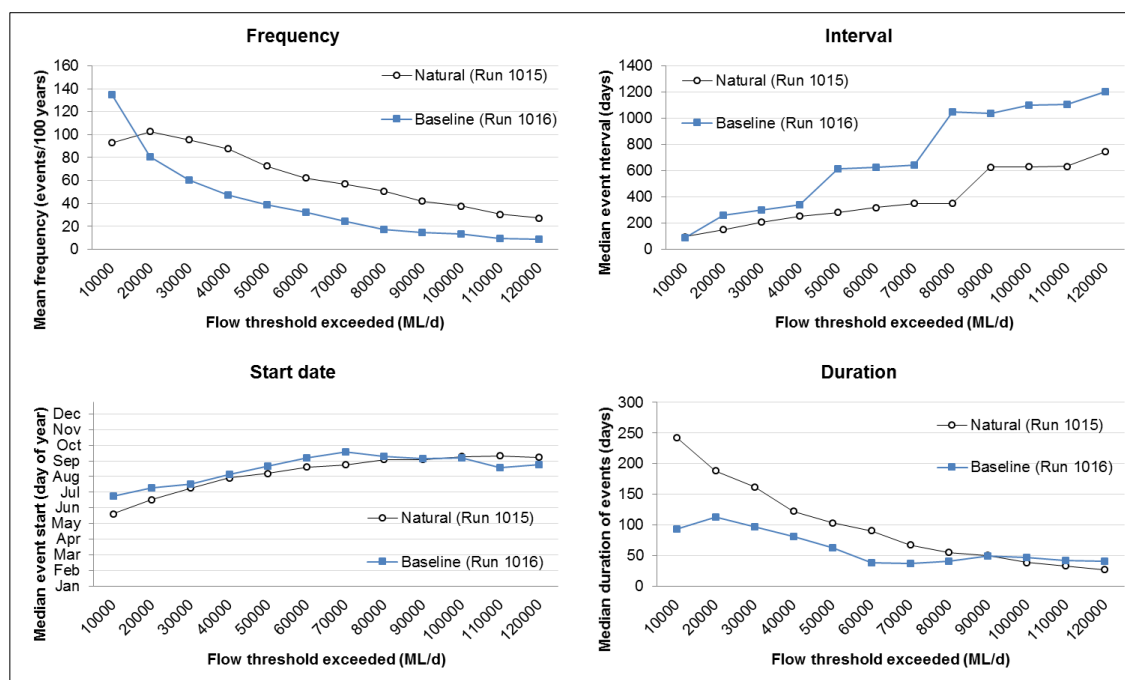 Frequency
Mean frequency (events/100 years)
160
140
120
100
80
60
40
20
0
Natural (Run 1015)
Baseline (Run 1016)
10000
20000
30000
40000
50000
60000
70000
80000
90000
100000
110000
120000
Flow threshold exceeded (ML/d)
Interval
Median event nterval (days)
1400
1200
1000
800
600
400
200
0
Natural (Run 1015)
Baseline (Run 1016)
10000
20000
30000
40000
50000
60000
70000
80000
90000
100000
110000
120000
Flow threshold exceeded (ML/d)
Start date
Median event start (day of year)
Dec
Nov
Oct
Sep
Aug
Jul
Jun
May
Apr
Mar
Feb
Jan
Natural (Run 1015)
Baseline (Run 1016)
10000
20000
30000
40000
50000
60000
70000
80000
90000
100000
110000
120000
Flow threshold exceeded (ML/d)
Duration
Median duration of events (days)
300
250
200
150
100
50
0
Natural (Run 1015)
Baseline (Run 1016)
10000
20000
30000
40000
50000
60000
70000
80000
90000
100000
110000
120000
Flow threshold exceeded (ML/d)